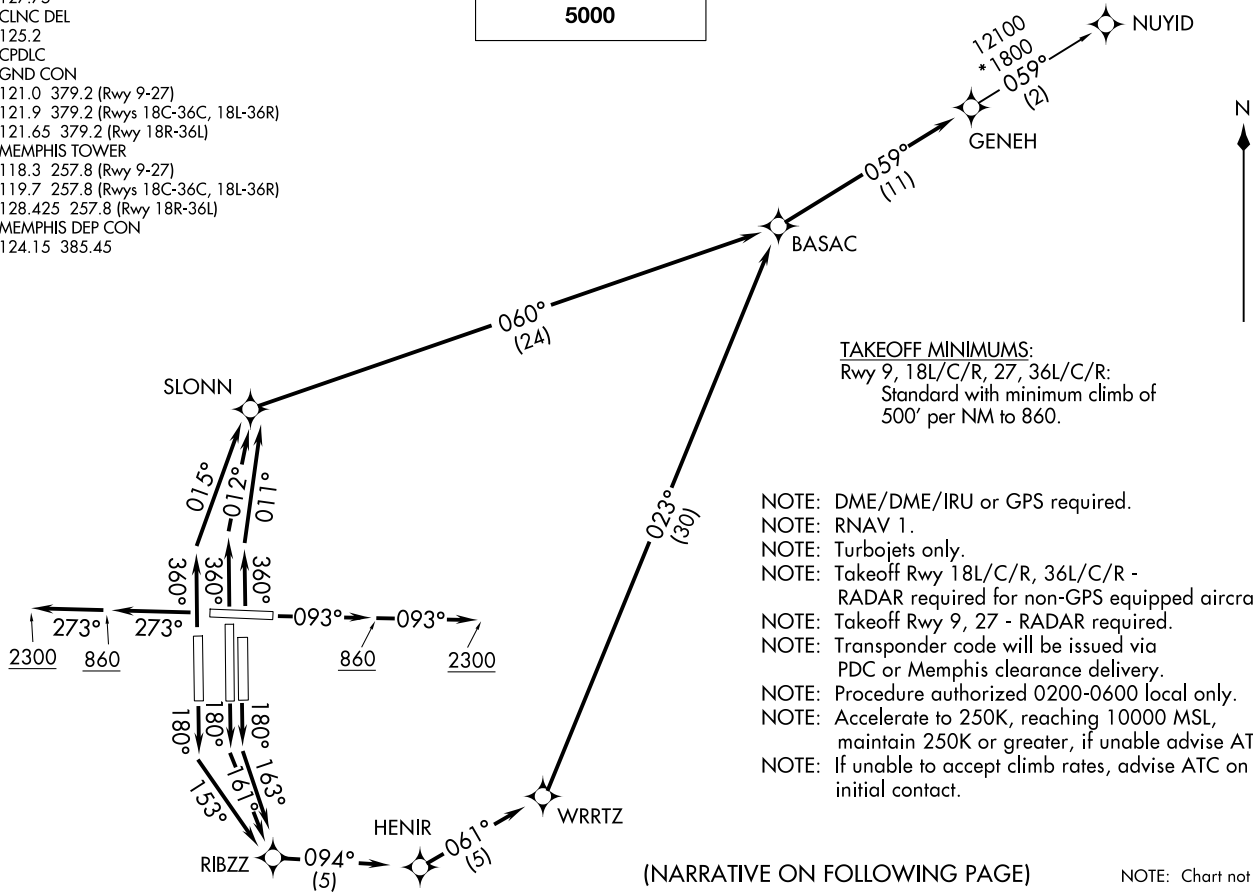 CLNC DEL
125.2
CPDLC
GND CON
121.0 379.2 (Rwy 9-27)
121.9 379.2 (Rwys 18C-36C, 18L-36R)
121.65 379.2 (Rwy 18R-36L)
MEMPHIS TOWER
118.3 257.8 (Rwy 9-27)
119.7 257.8 (Rwys 18C-36C, 18L-36R)
128.425 257.8 (Rwy 18R-36L)
MEMPHIS DEP CON
124.15 385.45
5000
NUYID
12100
*1800
059°
(2)
GENEH
N
059°
(11)
BASAC
060°
(24)
SLONN
TAKEOFF MINIMUMS:
Rwy 9, 18L/C/R, 27, 36L/C/R:
Standard with minimum climb of
500' per NM to 860.
015°
012°
011°
023°
(30)
360°
360°
360°
273°
273°
093°
093°
2300
860
860
2300
180°
180°
180°
153°
161°
163°
NOTE: DME/DME/IRU or GPS required.
NOTE: RNAV 1.
NOTE: Turbojets only.
NOTE: Takeoff Rwy 18L/C/R, 36L/C/R -
RADAR required for non-GPS equipped aircra
NOTE: Takeoff Rwy 9, 27 - RADAR required.
NOTE: Transponder code will be issued via
PDC or Memphis clearance delivery.
NOTE: Procedure authorized 0200-0600 local only.
NOTE: Accelerate to 250K, reaching 10000 MSL,
maintain 250K or greater, if unable advise AT
NOTE: If unable to accept climb rates, advise ATC on
initial contact.
WRRTZ
HENIR
061°
(5)
RIBZZ
094°
(5)
(NARRATIVE ON FOLLOWING PAGE)
NOTE: Chart not